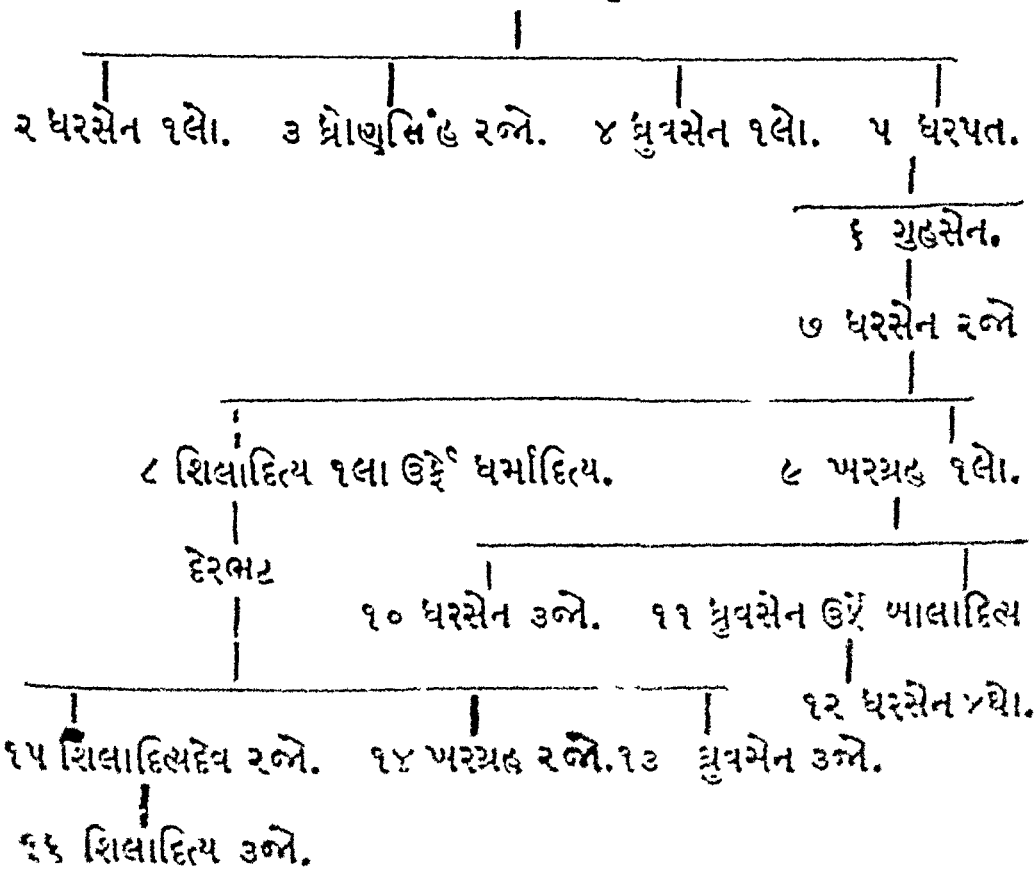 ૨ ધરસેન ૧લો. ૩ ધ્રોણસિંહ ૨જો. ૪ ધ્રુવસેન ૧લો. ૫ ધરપત.
૬ ગુહસેન.
૭ ધરસેન ૨જો
૮ શિલાદિત્ય ૧લા ઉર્ફે ધર્માદિત્ય. ૯ ખરગ્રહ ૧લો.
દેરભટ
૧૦ ધરસેન ૩જો. ૧૧ ધ્રુવસેન ઉર્ફે બાલાદિત્ય
૧૨ ધરસેન ૪થો.
૧૫ શિલાદિત્યદેવ ૨જો. ૧૪ ખરગ્રહ ૨જો. ૧૩ ધ્રુવસેન ૩જો.
૧૬ શિલાદિત્ય ૩જો.